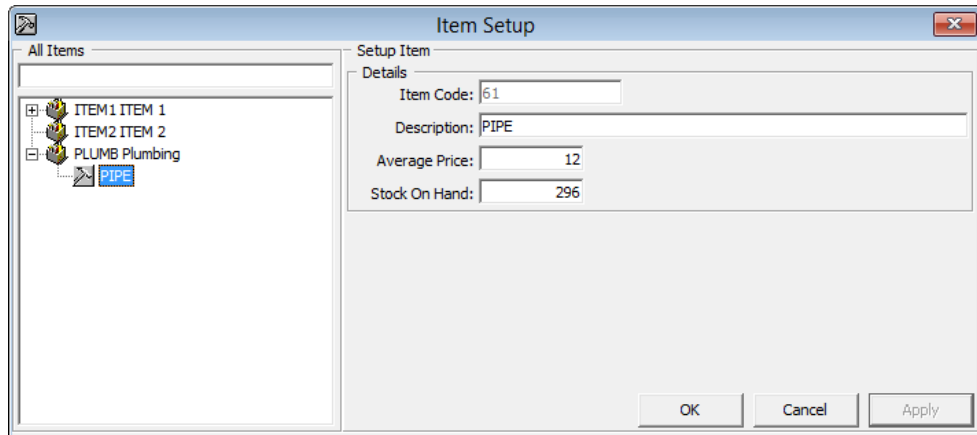 Item Setup
All Items
ITEM1 ITEM 1
ITEM2 ITEM 2
PLUMB Plumbing
PIPE
Setup Item
Details
Item Code: 61
Description: PIPE
Average Price: 12
Stock On Hand: 296
OK Cancel Apply